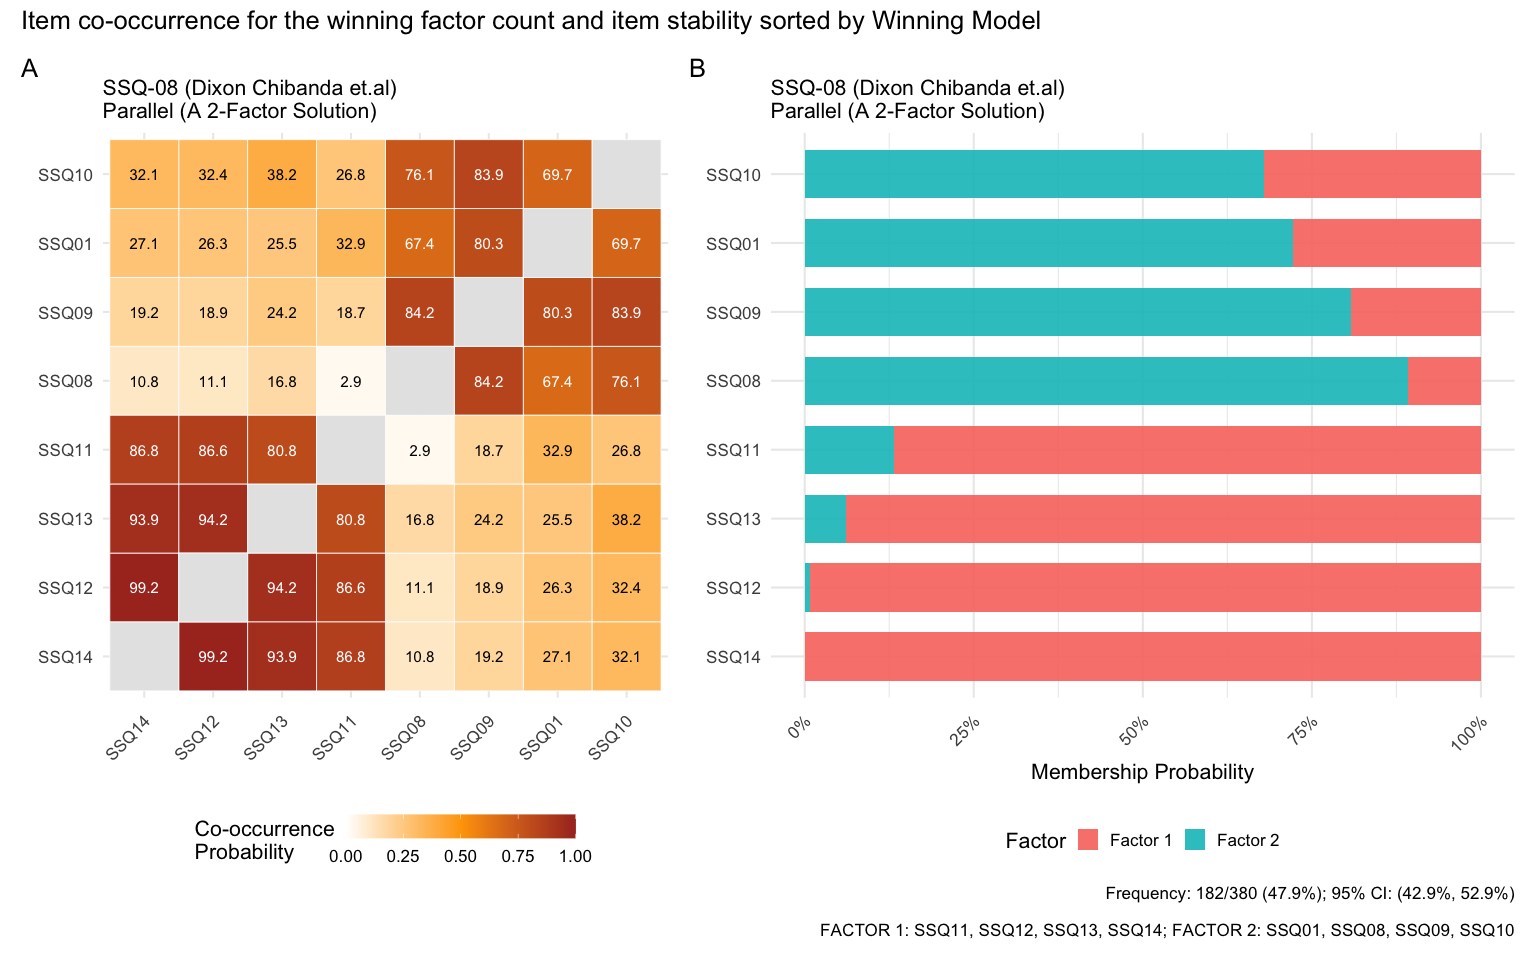 Item co-occurrence for the winning factor count and item stability sorted by Winning Model
A
SSQ-08 (Dixon Chibanda et.al)
Parallel (A 2-Factor Solution)
SSQ10 32.1 32.4 38.2 26.8 76.1 83.9 69.7
SSQ01 27.1 26.3 25.5 32.9 67.4 80.3 69.7
SSQ09 19.2 18.9 24.2 18.7 84.2 80.3 83.9
SSQ08 10.8 11.1 16.8 2.9 84.2 67.4 76.1
SSQ11 86.8 86.6 80.8 2.9 18.7 32.9 26.8
SSQ13 93.9 94.2 80.8 16.8 24.2 25.5 38.2
SSQ12 99.2 94.2 86.6 11.1 18.9 26.3 32.4
SSQ14 99.2 93.9 86.8 10.8 19.2 27.1 32.1
SSQ14 SSQ12 SSQ13 SSQ11 SSQ08 SSQ09 SSQ01 SSQ10
Co-occurrence
Probability
0.00 0.25 0.50 0.75 1.00
B
SSQ-08 (Dixon Chibanda et.al)
Parallel (A 2-Factor Solution)
SSQ10
SSQ01
SSQ09
SSQ08
SSQ11
SSQ13
SSQ12
SSQ14
0% 25% 50% 75% 100%
Membership Probability
Factor Factor 1 Factor 2
Frequency: 182/380 (47.9%); 95% CI: (42.9%, 52.9%)
FACTOR 1: SSQ11, SSQ12, SSQ13, SSQ14; FACTOR 2: SSQ01, SSQ08, SSQ09, SSQ10